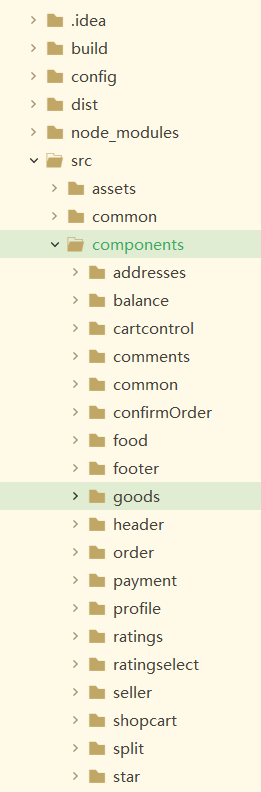 .idea
build
config
dist
node_modules
src
assets
common
components
addresses
balance
cartcontrol
comments
common
confirmOrder
food
footer
goods
header
order
payment
profile
ratings
ratingselect
seller
shopcart
split
star